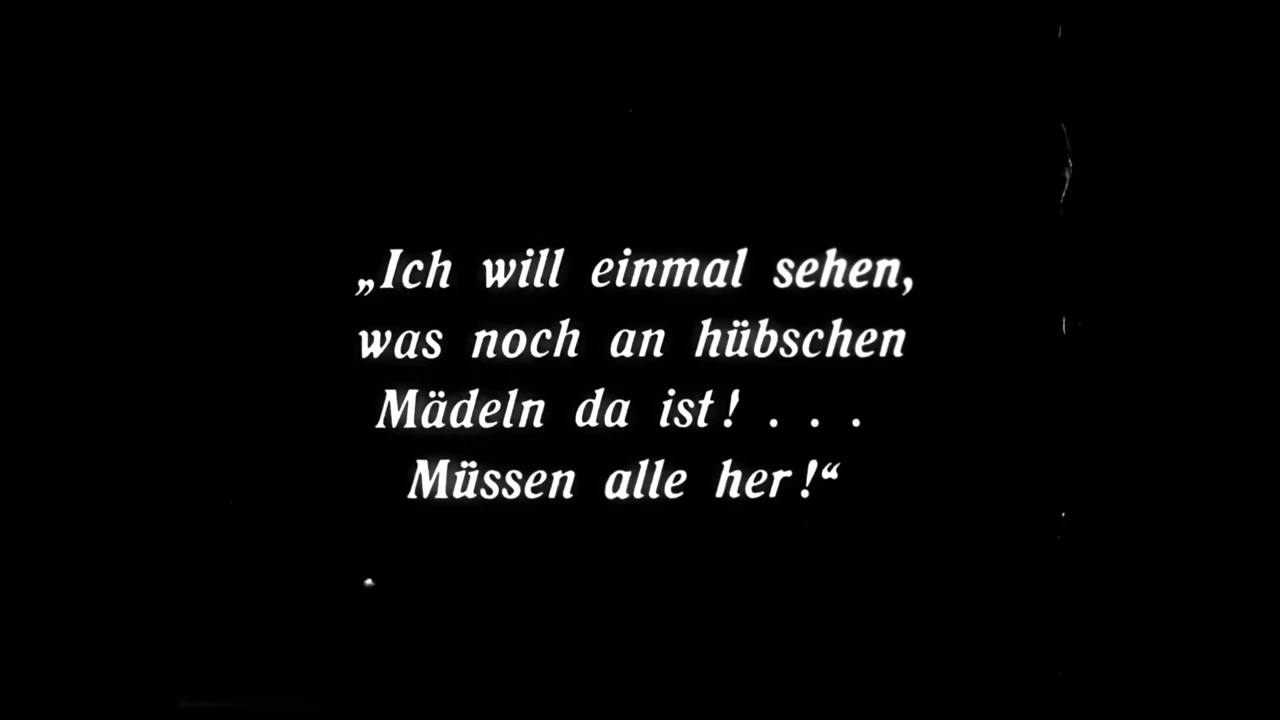 „Ich will einmal sehen,
was noch an hübschen
Mädeln da ist! . . .
Müssen alle her!“